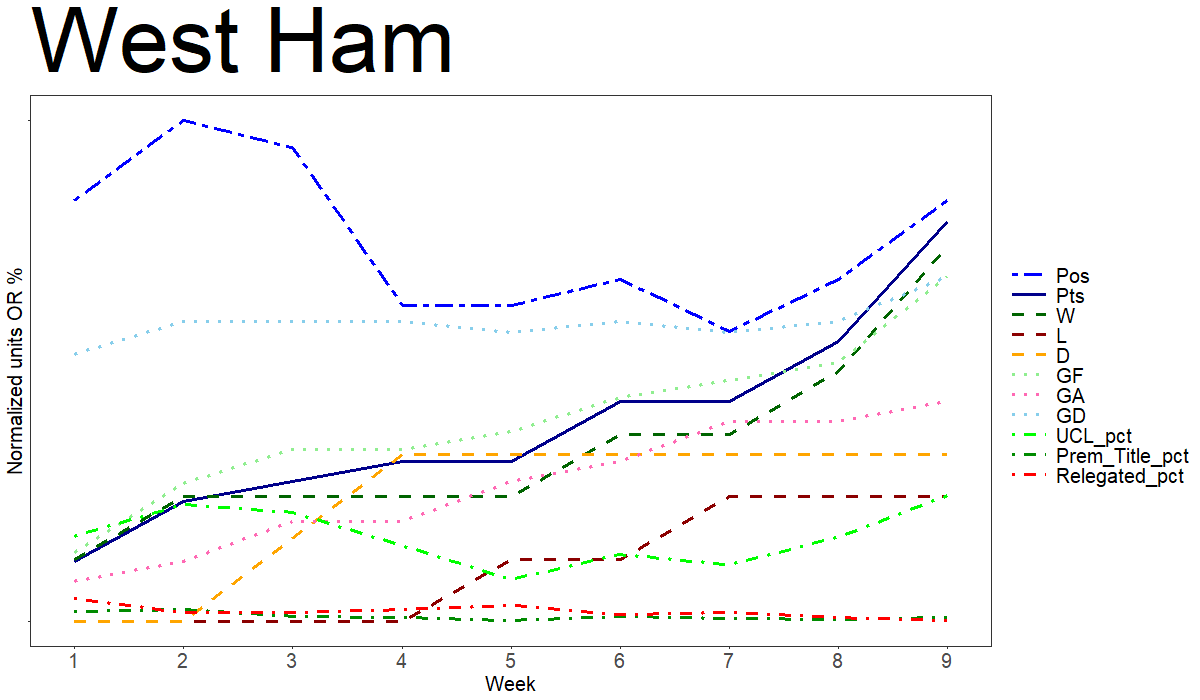 West Ham
Normalized units OR %
Pos
Pts
W
L
D
GF
GA
GD
UCL_pct
Prem_Title_pct
Relegated_pct
1 2 3 4 5 6 7 8 9
Week